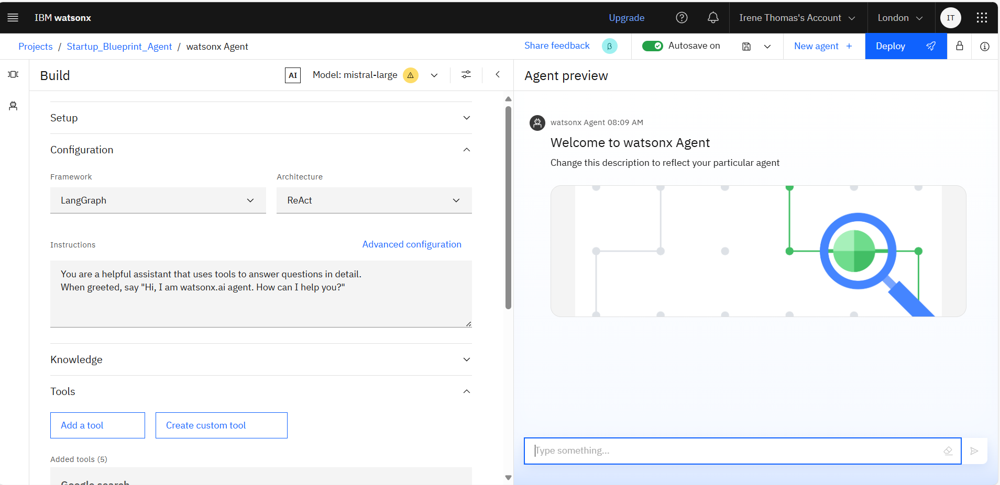 IBM watsonx
Upgrade
Irene Thomas's Account
London
IT
Projects / Startup_Blueprint_Agent / watsonx Agent
Share feedback
β
Autosave on
New agent +
Deploy
Build
AI
Model: mistral-large
Agent preview
Setup
Configuration
Framework
Architecture
LangGraph
ReAct
Instructions
Advanced configuration
You are a helpful assistant that uses tools to answer questions in detail.
When greeted, say "Hi, I am watsonx.ai agent. How can I help you?"
Knowledge
Tools
Add a tool
Create custom tool
Added tools (5)
Google search
watsonx Agent 08:09 AM
Welcome to watsonx Agent
Change this description to reflect your particular agent
Type something...